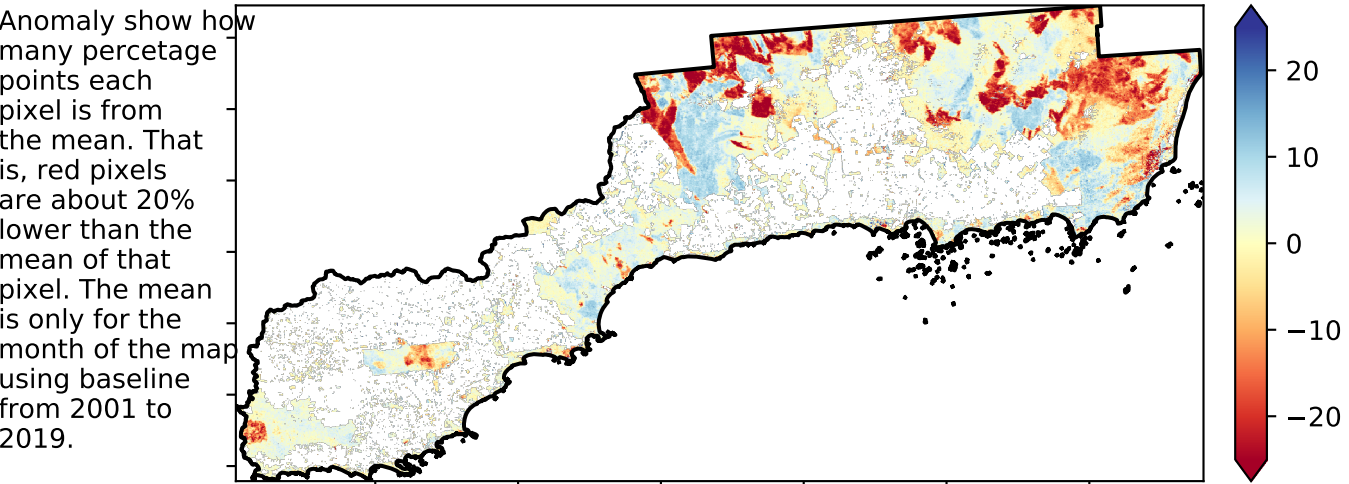 Anomaly show how
many percetage
points each
pixel is from
the mean. That
is, red pixels
are about 20%
lower than the
mean of that
pixel. The mean
is only for the
month of the map
using baseline
from 2001 to
2019.
20
10
0
−10
−20